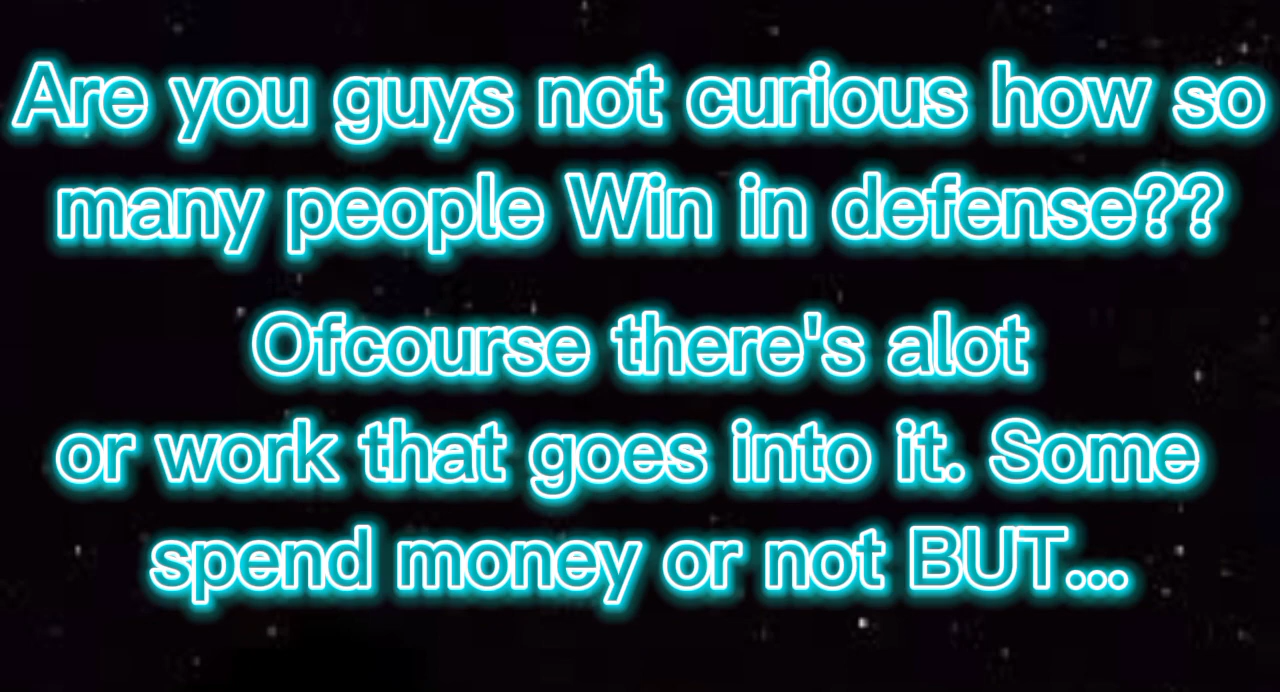 Are you guys not curious how so
many people Win in defense??
Ofcourse there's alot
or work that goes into it. Some
spend money or not BUT...